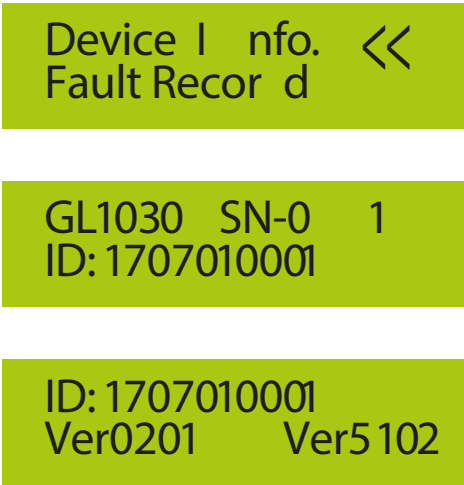 Device Info. <<
Fault Record
GL1030 SN-0 1
ID: 1707010001
ID: 1707010001
Ver0201 Ver5102